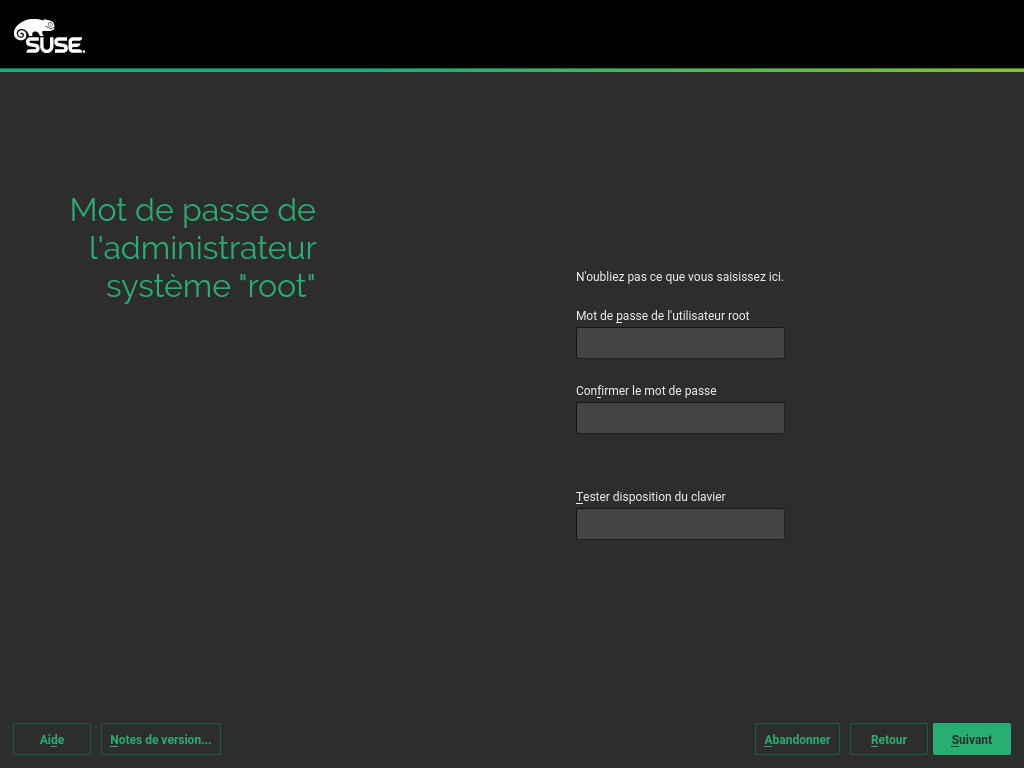 SUSE.
Mot de passe de
l'administrateur
système "root"
N'oubliez pas ce que vous saisissez ici.
Mot de passe de l'utilisateur root
Confirmer le mot de passe
Tester disposition du clavier
Aide
Notes de version...
Abandonner
Retour
Suivant